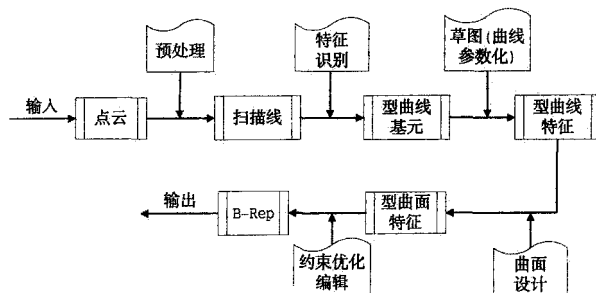 预处理
特征
识别
草图(曲线
参数化)
输入
点云
扫描线
型曲线
基元
型曲线
特征
输出
B-Rep
型曲面
特征
约束优化
编辑
曲面
设计